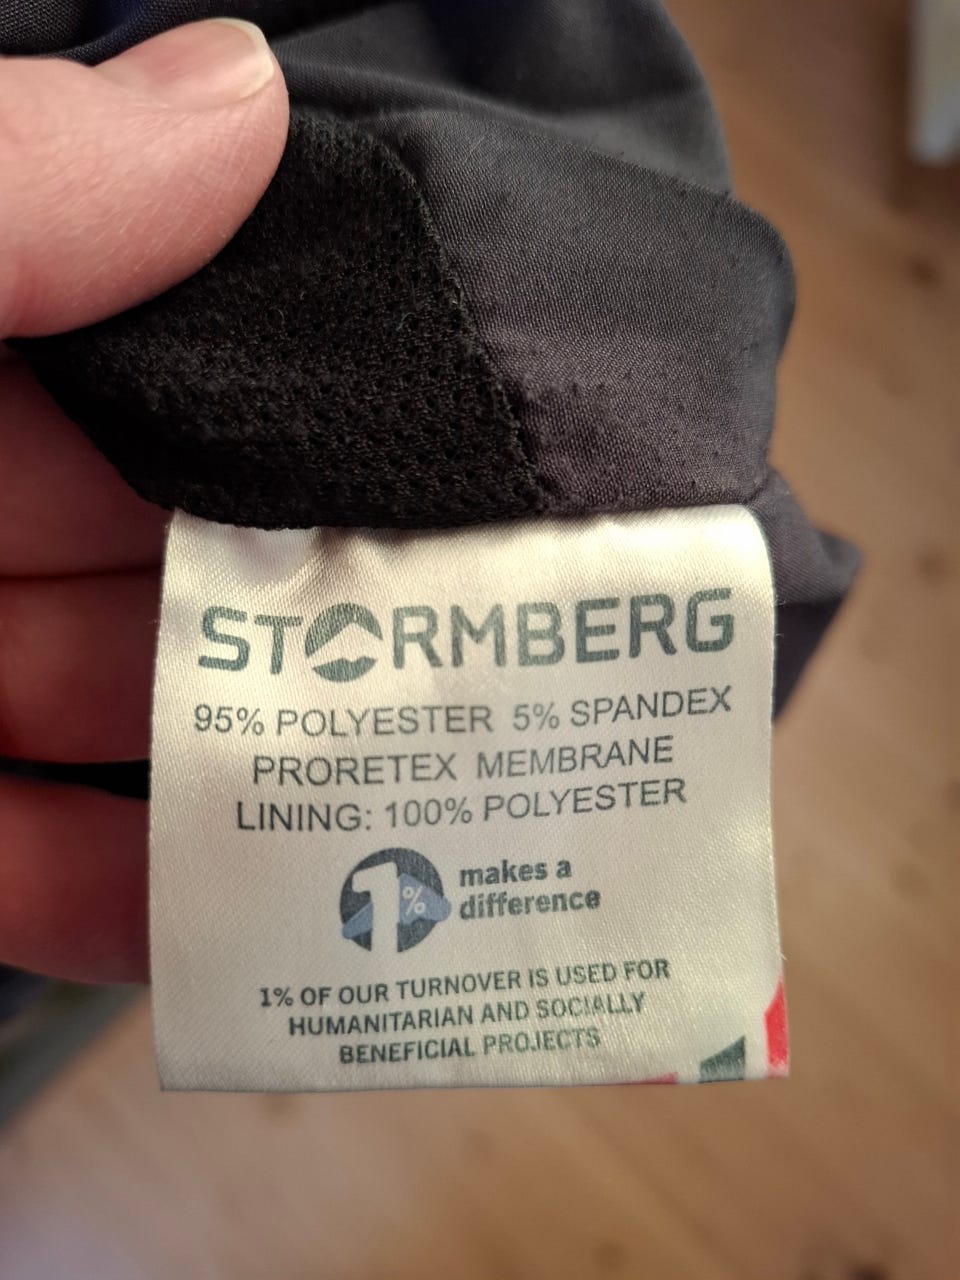 STORMBERG
95% POLYESTER 5% SPANDEX
PRORETEX MEMBRANE
LINING: 100% POLYESTER
1% makes a
difference
1% OF OUR TURNOVER IS USED FOR
HUMANITARIAN AND SOCIALLY
BENEFICIAL PROJECTS